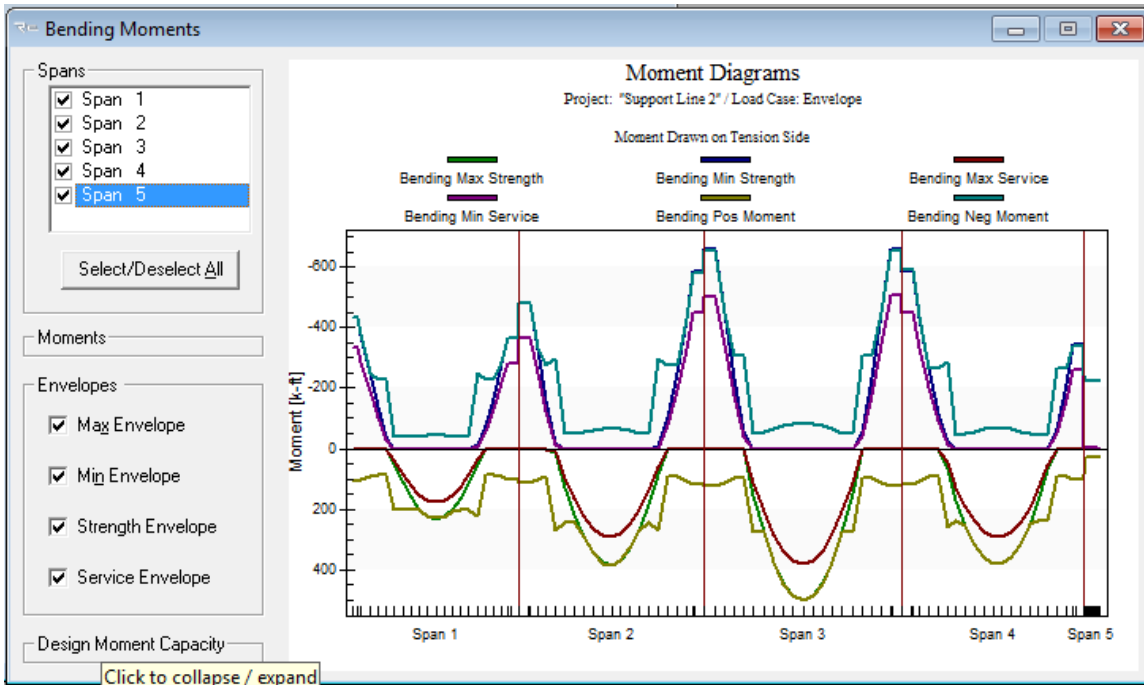 Bending Moments
Spans
Span 1
Span 2
Span 3
Span 4
Span 5
Select/Deselect All
Moments
Envelopes
Max Envelope
Min Envelope
Strength Envelope
Service Envelope
Design Moment Capacity
Click to collapse / expand
Moment Diagrams
Project: "Support Line 2" / Load Case: Envelope
Moment Drawn on Tension Side
Bending Max Strength Bending Min Strength Bending Max Service
Bending Min Service Bending Pos Moment Bending Neg Moment
Moment [k-ft]
-600
-400
-200
0
200
400
Span 1 Span 2 Span 3 Span 4 Span 5